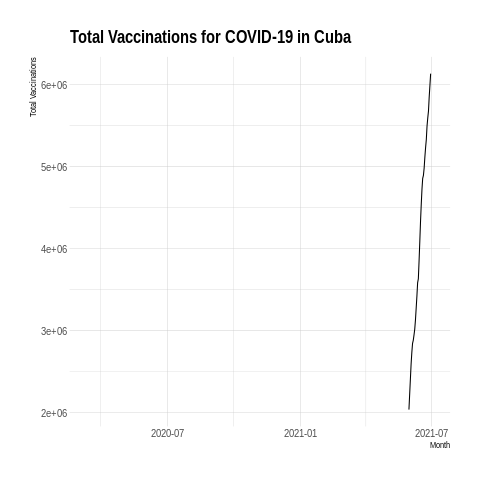 Total Vaccinations for COVID-19 in Cuba
Total Vaccinations
6e+06
5e+06
4e+06
3e+06
2e+06
2020-07
2021-01
2021-07
Month